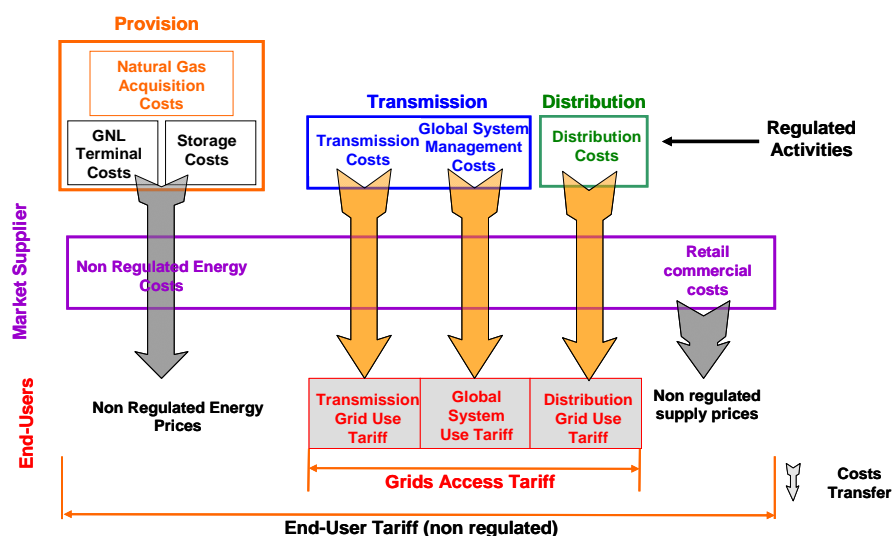 Provision
Natural Gas
Acquisition
Costs
GNL
Terminal
Costs
Storage
Costs
Transmission
Transmission
Costs
Global System
Management
Costs
Distribution
Distribution
Costs
Regulated
Activities
Market Supplier
Non Regulated Energy
Costs
Retail
commercial
costs
End-Users
Non Regulated Energy
Prices
Transmission
Grid Use
Tariff
Global
System
Use Tariff
Distribution
Grid Use
Tariff
Non regulated
supply prices
Grids Access Tariff
Costs
Transfer
End-User Tariff (non regulated)